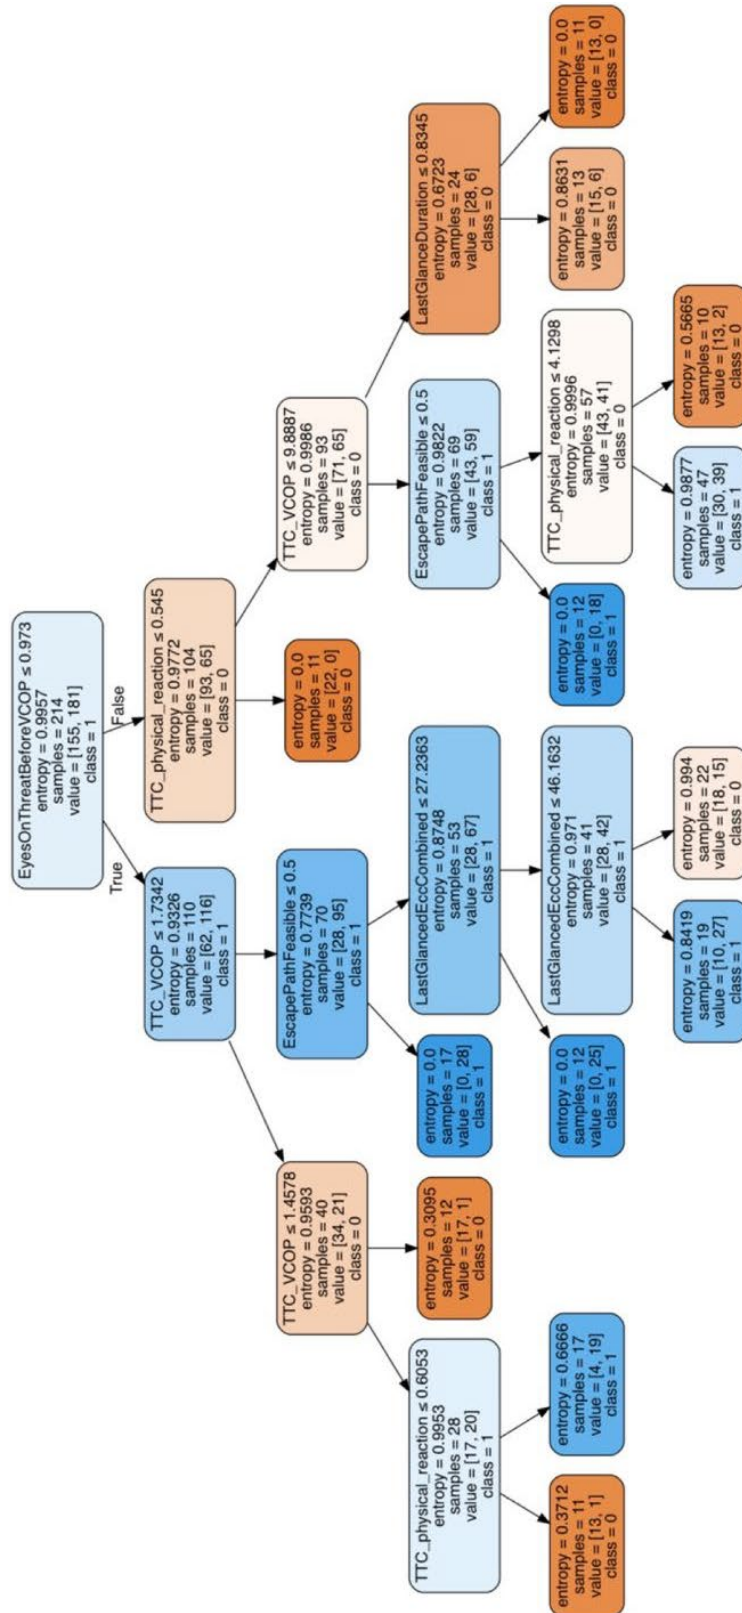 EyesOnThreatBeforeVCOP ≤ 0.973
entropy = 0.9957
samples = 214
value = [155, 181]
class = 1
True
False
TTC_VCOP ≤ 1.7342
entropy = 0.9326
samples = 110
value = [62, 116]
class = 1
TTC_physical_reaction ≤ 0.545
entropy = 0.9772
samples = 104
value = [93, 65]
class = 0
TTC_VCOP ≤ 1.4578
entropy = 0.9593
samples = 40
value = [34, 21]
class = 0
EscapePathFeasible ≤ 0.5
entropy = 0.7739
samples = 70
value = [28, 95]
class = 1
entropy = 0.0
samples = 11
value = [22, 0]
class = 0
TTC_VCOP ≤ 9.8887
entropy = 0.9986
samples = 93
value = [71, 65]
class = 0
TTC_physical_reaction ≤ 0.6053
entropy = 0.9953
samples = 28
value = [17, 20]
class = 1
entropy = 0.3095
samples = 12
value = [17, 1]
class = 0
entropy = 0.0
samples = 17
value = [0, 28]
class = 1
LastGlancedEccCombined ≤ 27.2363
entropy = 0.8748
samples = 53
value = [28, 67]
class = 1
EscapePathFeasible ≤ 0.5
entropy = 0.9822
samples = 69
value = [43, 59]
class = 1
LastGlanceDuration ≤ 0.8345
entropy = 0.6723
samples = 24
value = [28, 6]
class = 0
entropy = 0.3712
samples = 11
value = [13, 1]
class = 0
entropy = 0.6666
samples = 17
value = [4, 19]
class = 1
entropy = 0.0
samples = 12
value = [0, 25]
class = 1
LastGlancedEccCombined ≤ 46.1632
entropy = 0.971
samples = 41
value = [28, 42]
class = 1
entropy = 0.0
samples = 12
value = [0, 18]
class = 1
TTC_physical_reaction ≤ 4.1298
entropy = 0.9996
samples = 57
value = [43, 41]
class = 0
entropy = 0.8631
samples = 13
value = [15, 6]
class = 0
entropy = 0.0
samples = 11
value = [13, 0]
class = 0
entropy = 0.8419
samples = 19
value = [10, 27]
class = 1
entropy = 0.994
samples = 22
value = [18, 15]
class = 0
entropy = 0.9877
samples = 47
value = [30, 39]
class = 1
entropy = 0.5665
samples = 10
value = [13, 2]
class = 0